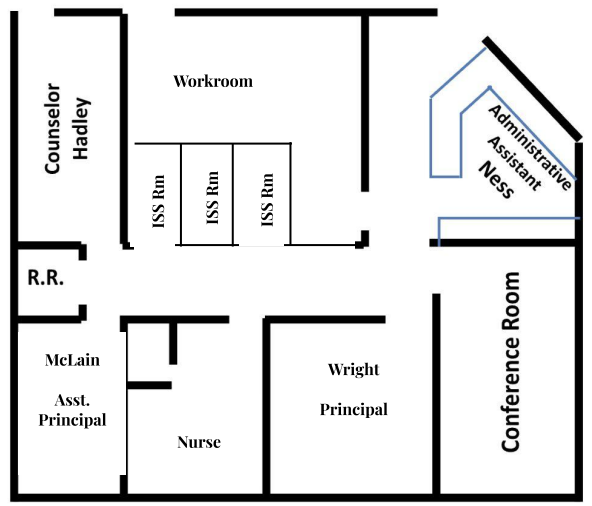 Workroom
Counselor
Hadley
Administrative
Assistant
Ness
ISS Rm
ISS Rm
ISS Rm
R.R.
McLain
Asst.
Principal
Nurse
Wright
Principal
Conference Room